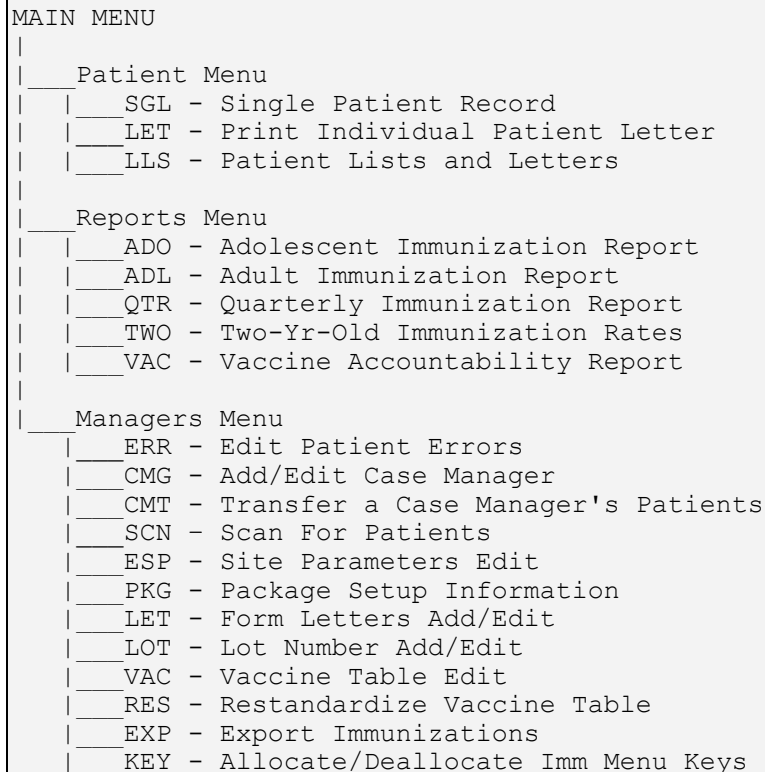 MAIN MENU
|
|___Patient Menu
|  |___SGL - Single Patient Record
|  |___LET - Print Individual Patient Letter
|  |___LLS - Patient Lists and Letters
|
|___Reports Menu
|  |___ADO - Adolescent Immunization Report
|  |___ADL - Adult Immunization Report
|  |___QTR - Quarterly Immunization Report
|  |___TWO - Two-Yr-Old Immunization Rates
|  |___VAC - Vaccine Accountability Report
|
|___Managers Menu
   |___ERR - Edit Patient Errors
   |___CMG - Add/Edit Case Manager
   |___CMT - Transfer a Case Manager's Patients
   |___SCN – Scan For Patients
   |___ESP - Site Parameters Edit
   |___PKG - Package Setup Information
   |___LET - Form Letters Add/Edit
   |___LOT - Lot Number Add/Edit
   |___VAC - Vaccine Table Edit
   |___RES - Restandardize Vaccine Table
   |___EXP - Export Immunizations
   |___KEY - Allocate/Deallocate Imm Menu Keys